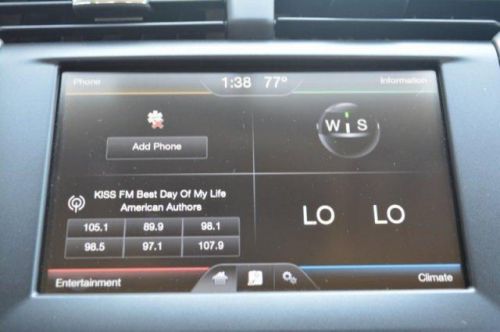 Phone 1:38 77° Information
Add Phone
W S
KISS FM Best Day Of My Life
American Authors
105.1 89.9 98.1
98.5 97.1 107.9
LO LO
Entertainment Climate